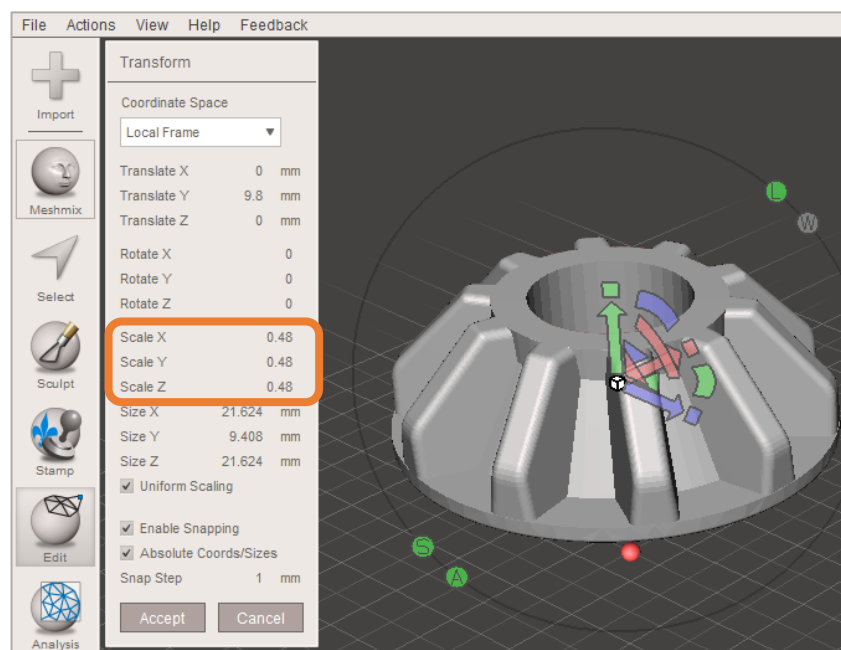 File Actions View Help Feedback
Import
Meshmix
Select
Sculpt
Stamp
Edit
Analysis
Transform
Coordinate Space
Local Frame
Translate X 0 mm
Translate Y 9.8 mm
Translate Z 0 mm
Rotate X 0
Rotate Y 0
Rotate Z 0
Scale X 0.48
Scale Y 0.48
Scale Z 0.48
Size X 21.624 mm
Size Y 9.408 mm
Size Z 21.624 mm
Uniform Scaling
Enable Snapping
Absolute Coords/Sizes
Snap Step 1 mm
Accept Cancel
L
W
S
A